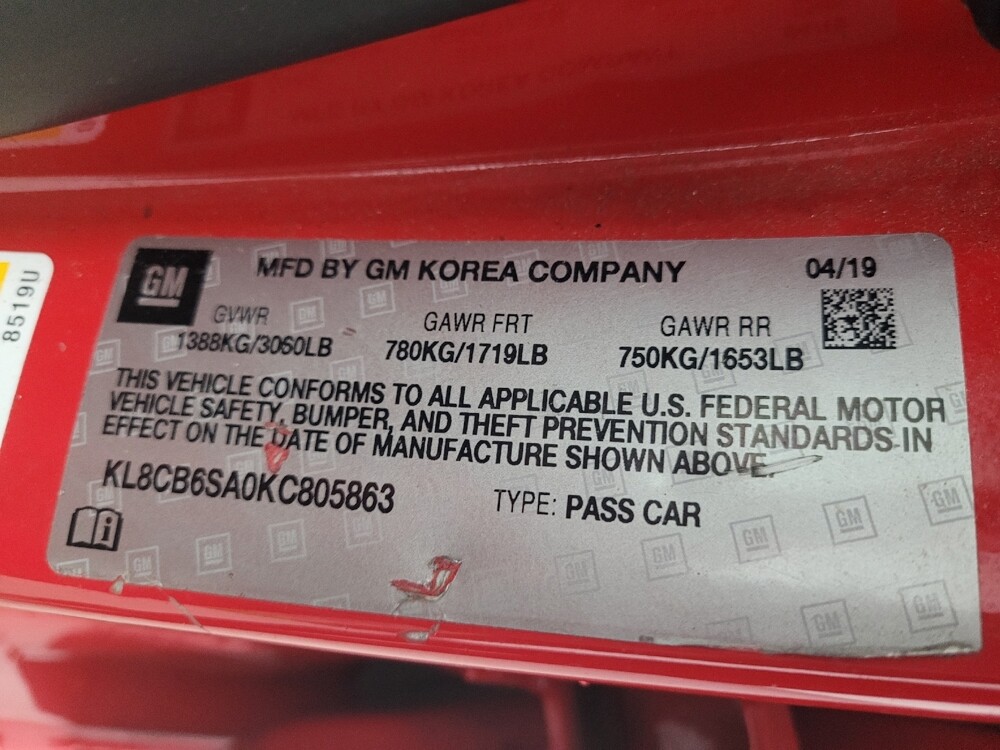 GM
MFD BY GM KOREA COMPANY
04/19
GVWR
GAWR FRT
GAWR RR
1388KG/3060LB
780KG/1719LB
750KG/1653LB
THIS VEHICLE CONFORMS TO ALL APPLICABLE U.S. FEDERAL MOTOR
VEHICLE SAFETY, BUMPER, AND THEFT PREVENTION STANDARDS IN
EFFECT ON THE DATE OF MANUFACTURE SHOWN ABOVE.
KL8CB6SA0KC805863
TYPE: PASS CAR
8519U